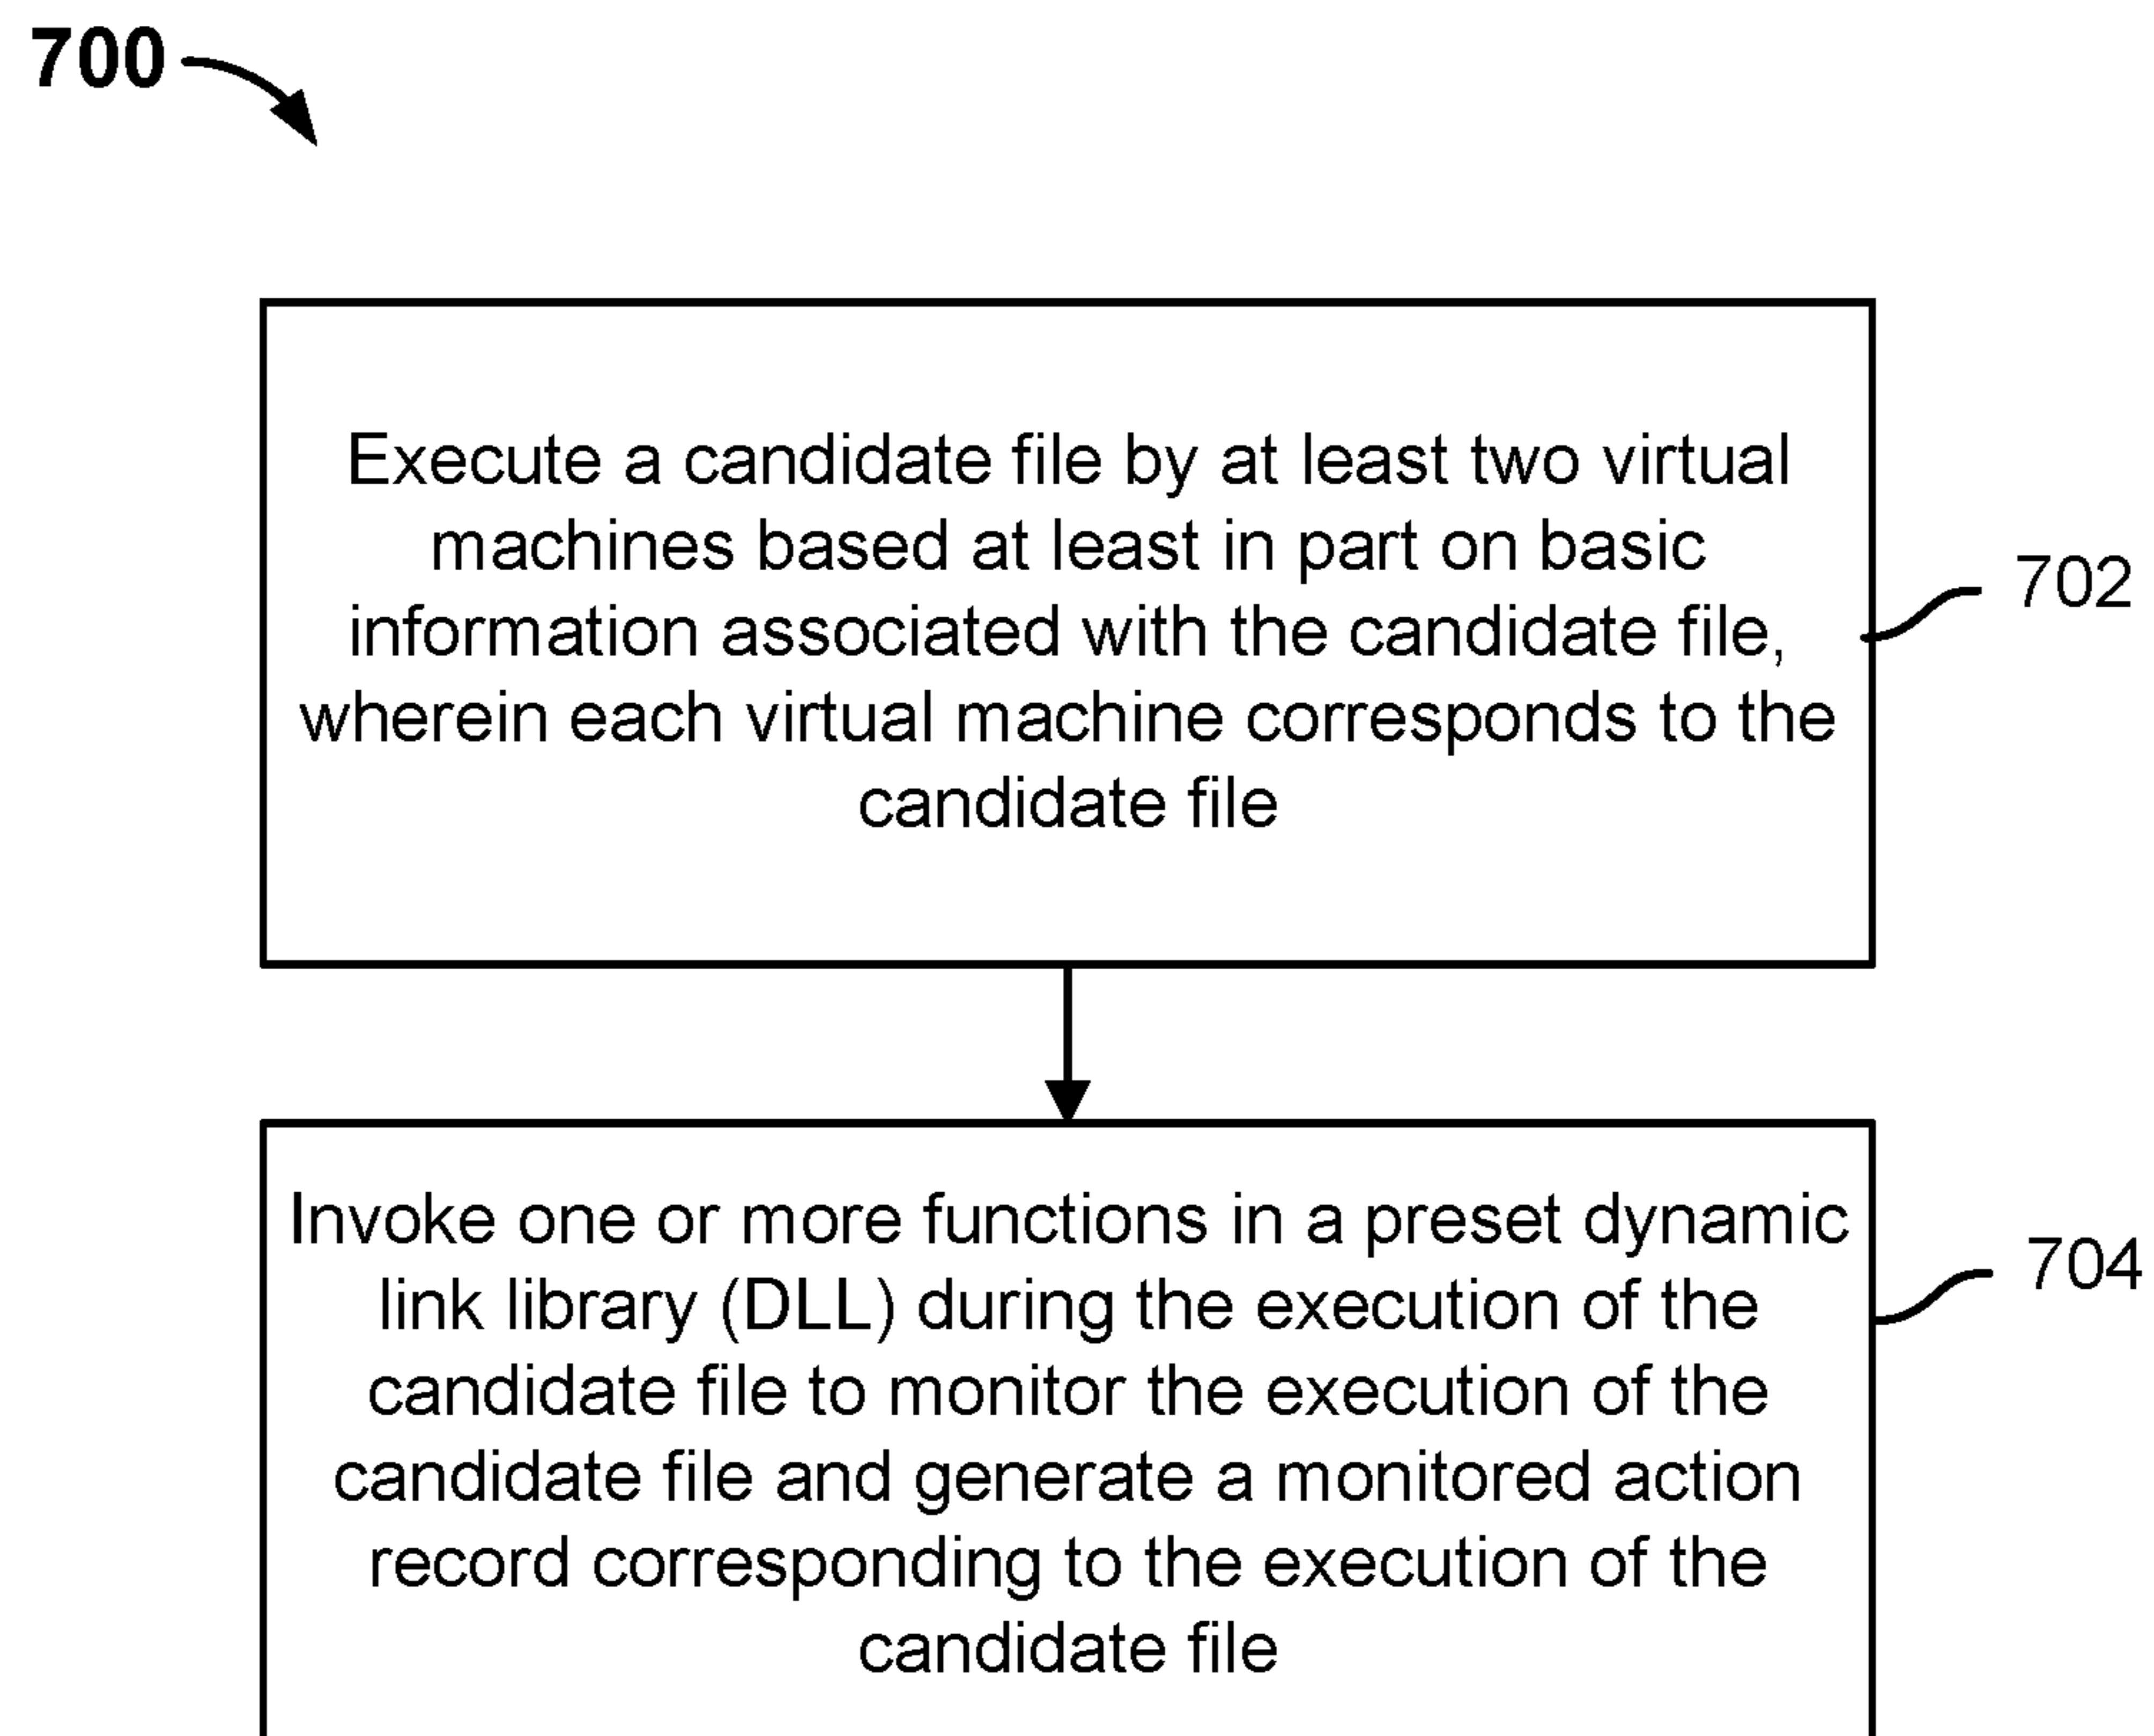 700
Execute a candidate file by at least two virtual
machines based at least in part on basic
information associated with the candidate file,
wherein each virtual machine corresponds to the
candidate file
702
Invoke one or more functions in a preset dynamic
link library (DLL) during the execution of the
candidate file to monitor the execution of the
candidate file and generate a monitored action
record corresponding to the execution of the
candidate file
704